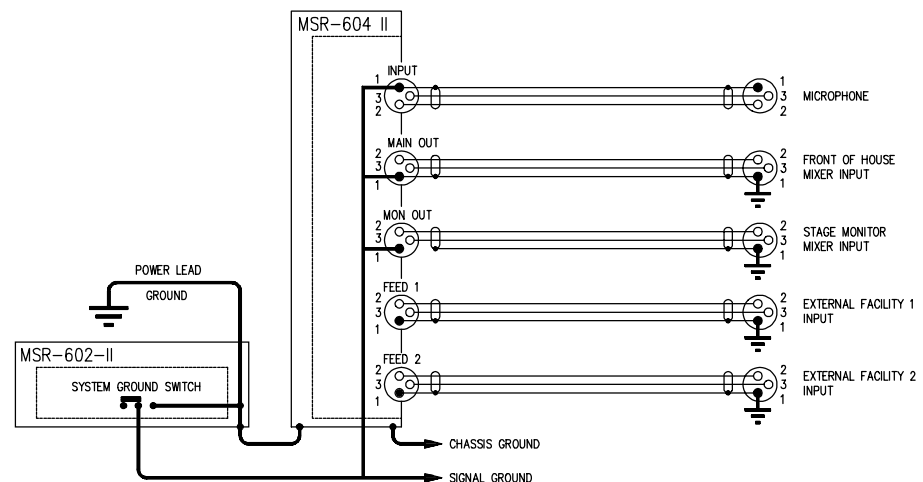 MSR-604 II
INPUT
1
3
2
1
3
2
MICROPHONE
MAIN OUT
2
3
1
2
3
1
FRONT OF HOUSE
MIXER INPUT
MON OUT
2
3
1
2
3
1
STAGE MONITOR
MIXER INPUT
POWER LEAD
GROUND
FEED 1
2
3
1
2
3
1
EXTERNAL FACILITY 1
INPUT
MSR-602-II
SYSTEM GROUND SWITCH
FEED 2
2
3
1
2
3
1
EXTERNAL FACILITY 2
INPUT
CHASSIS GROUND
SIGNAL GROUND